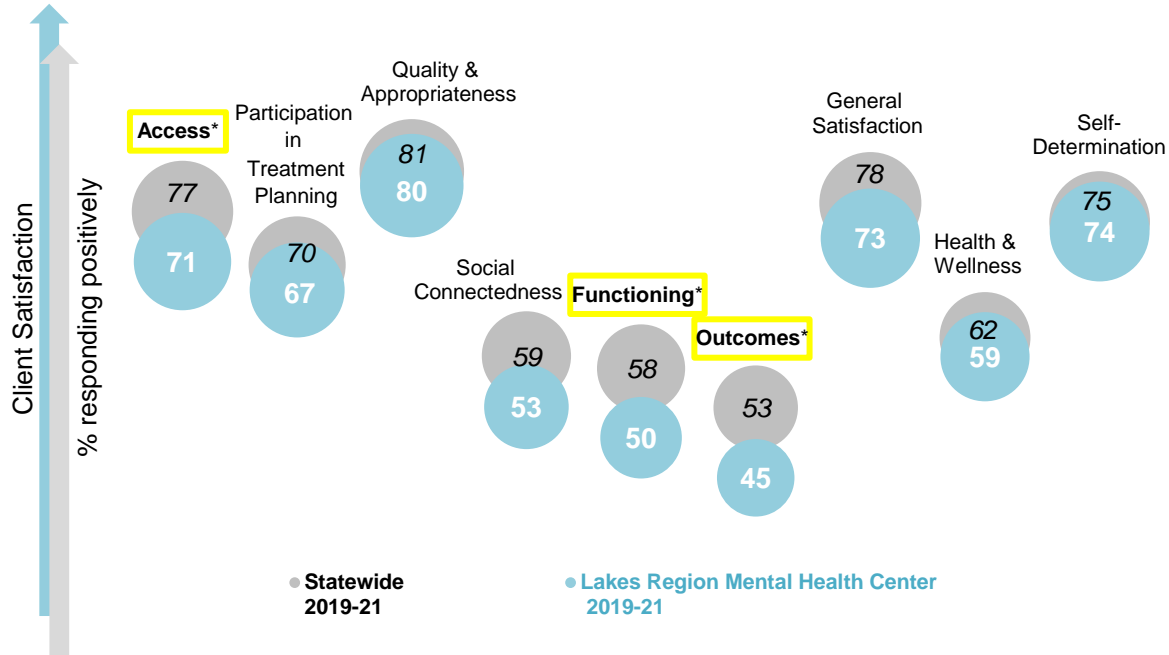 Client Satisfaction
% responding positively
Access*
77
71
Participation
in
Treatment
Planning
70
67
Quality &
Appropriateness
81
80
Social
Connectedness
59
53
Functioning*
58
50
Outcomes*
53
45
General
Satisfaction
78
73
Health &
Wellness
62
59
Self-
Determination
75
74
Statewide
2019-21
Lakes Region Mental Health Center
2019-21